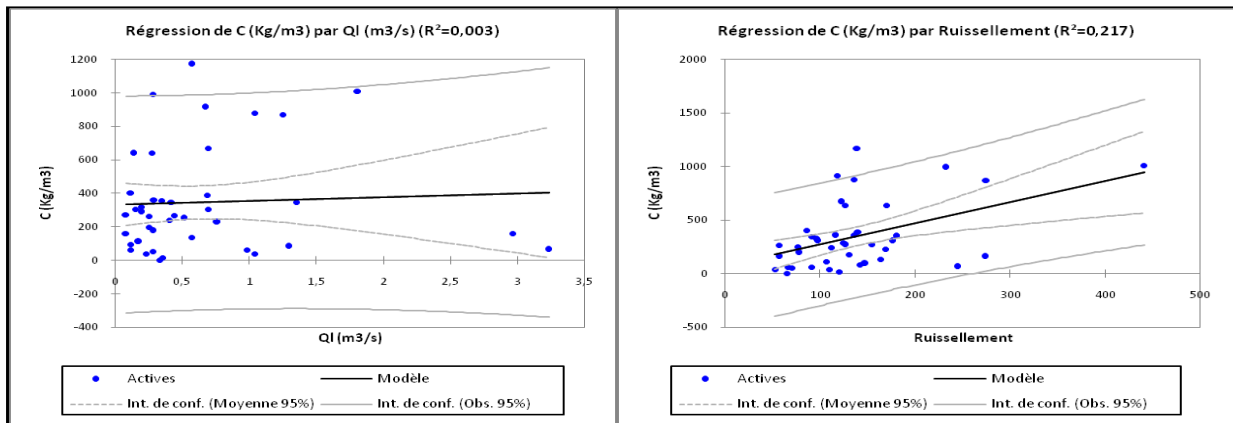 Régression de C (Kg/m3) par Ql (m3/s) (R²=0,003)
1200
1000
800
600
400
200
0
-200
-400
C (Kg/m3)
0 0,5 1 1,5 2 2,5 3 3,5
Ql (m3/s)
Actives
Modèle
Int. de conf. (Moyenne 95%)
Int. de conf. (Obs. 95%)
Régression de C (Kg/m3) par Ruissellement (R²=0,217)
2000
1500
1000
500
0
-500
C (Kg/m3)
0 100 200 300 400 500
Ruissellement
Actives
Modèle
Int. de conf. (Moyenne 95%)
Int. de conf. (Obs. 95%)